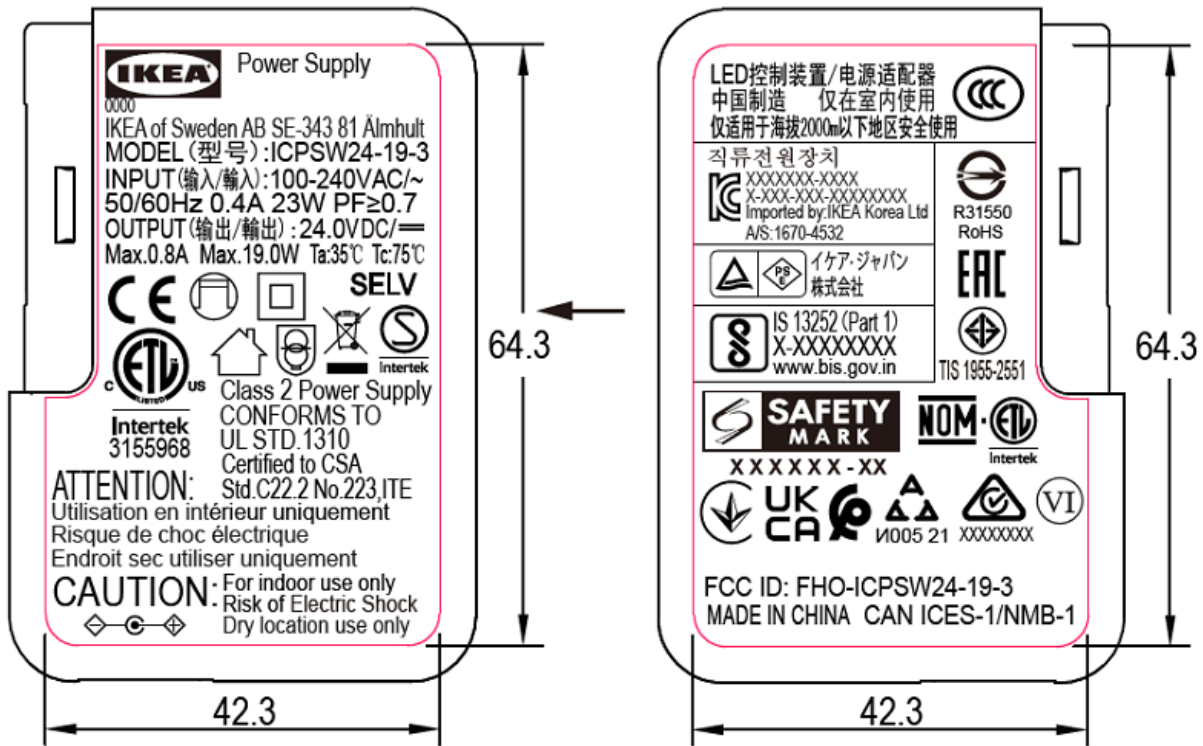 IKEA Power Supply
0000
IKEA of Sweden AB SE-343 81 Älmhult
MODEL(型号):ICPSW24-19-3
INPUT(输入/輸入):100-240VAC/~
50/60Hz 0.4A 23W PF≥0.7
OUTPUT(输出/輸出):24.0VDC/⎓
Max.0.8A Max.19.0W Ta:35℃ Tc:75℃
CE SELV
ETL
LISTED
C US
Intertek
3155968
S
Intertek
Class 2 Power Supply
CONFORMS TO
UL STD.1310
Certified to CSA
Std.C22.2 No.223,ITE
ATTENTION:
Utilisation en intérieur uniquement
Risque de choc électrique
Endroit sec utiliser uniquement
CAUTION:
For indoor use only
Risk of Electric Shock
Dry location use only
64.3
42.3
LED控制装置/电源适配器
中国制造 仅在室内使用
仅适用于海拔2000m以下地区安全使用
CCC
직류전원장치
XXXXXXX-XXXX
X-XXX-XXX-XXXXXXXX
Imported by:IKEA Korea Ltd
A/S:1670-4532
R31550
RoHS
PS
E
イケア・ジャパン
株式会社
EAC
IS 13252 (Part 1)
X-XXXXXXXX
www.bis.gov.in
TIS 1955-2551
SAFETY
MARK
XXXXXX-XX
NOM
ETL
Intertek
UK
CA
И005 21
XXXXXXXX
VI
FCC ID: FHO-ICPSW24-19-3
MADE IN CHINA CAN ICES-1/NMB-1
64.3
42.3